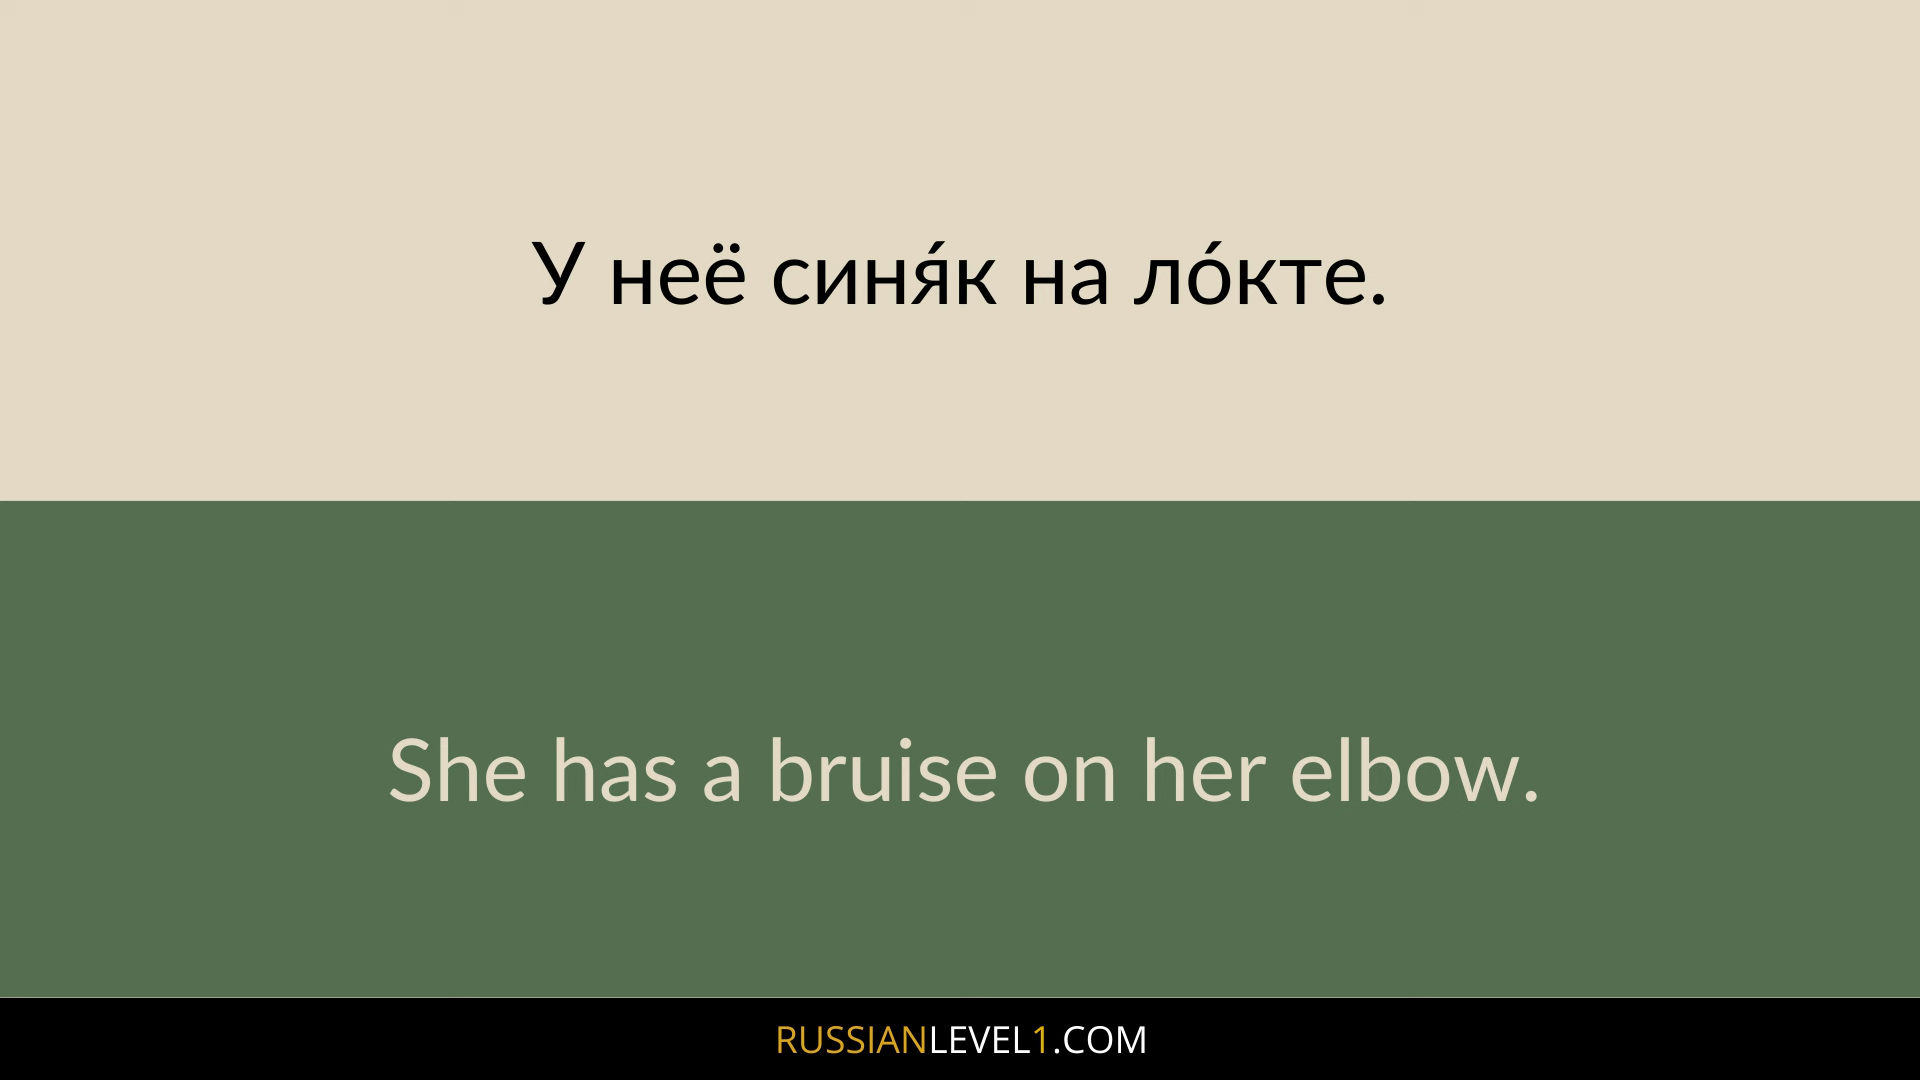 У неё синя́к на ло́кте.
She has a bruise on her elbow.
RUSSIANLEVEL1.COM